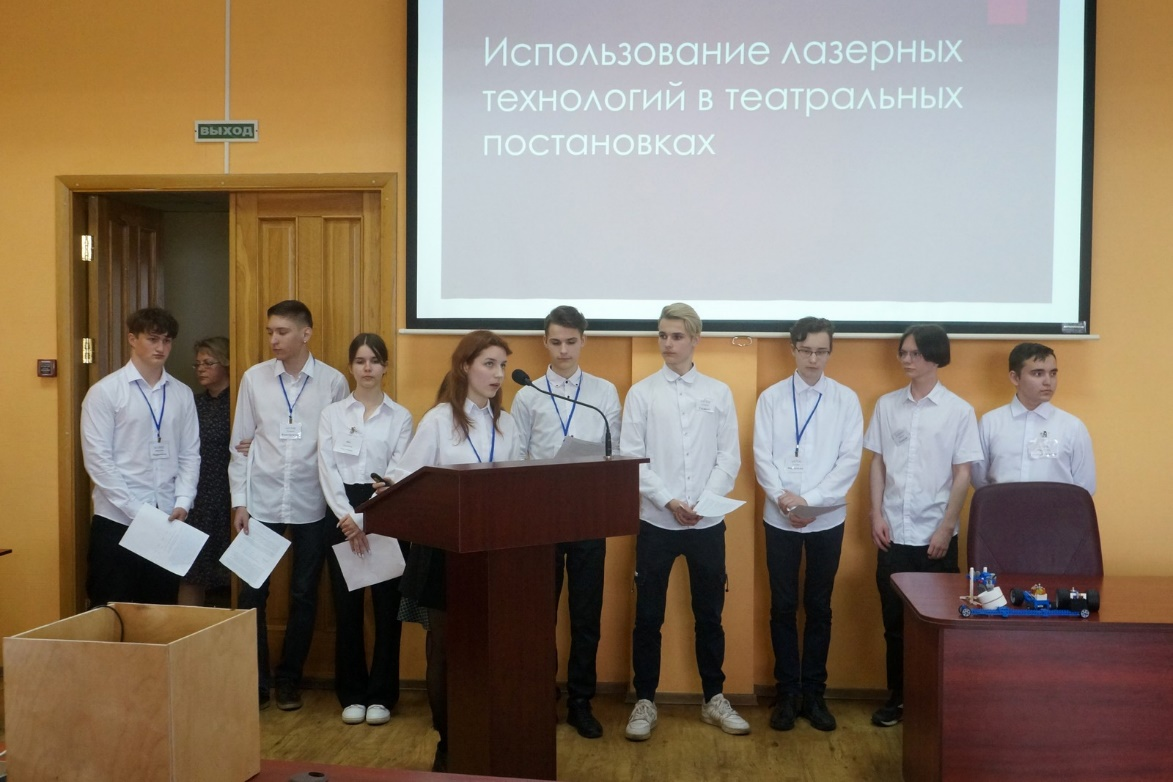 Использование лазерных
технологий в театральных
постановках
ВЫХОД